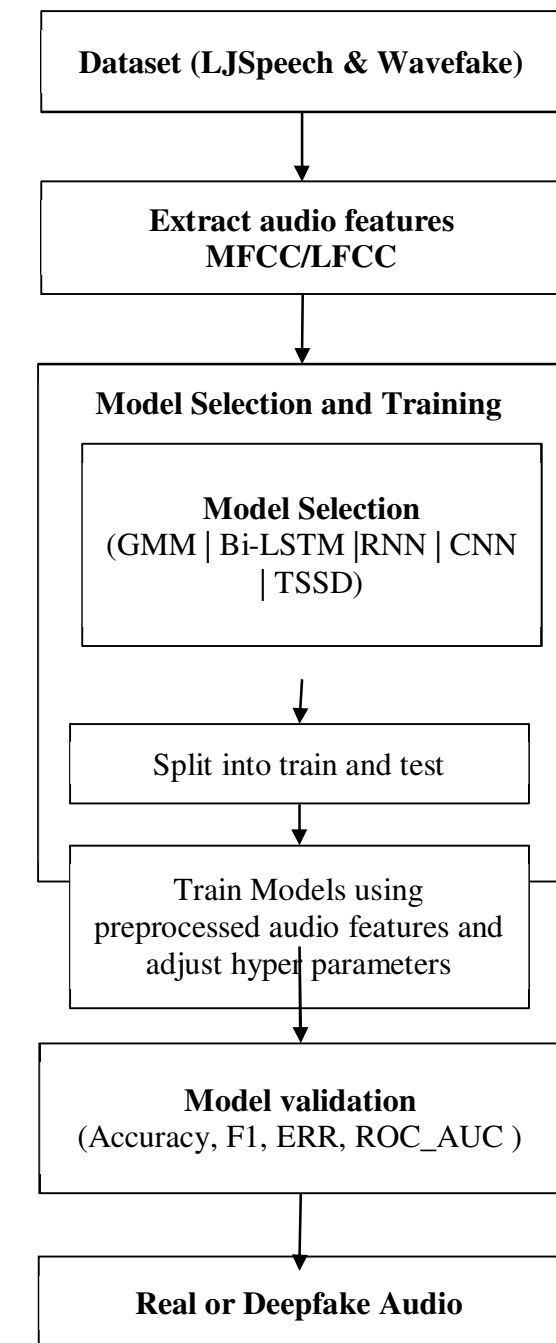 Dataset (LJSpeech & Wavefake)
Extract audio features
MFCC/LFCC
Model Selection and Training
Model Selection
(GMM | Bi-LSTM |RNN | CNN
| TSSD)
Split into train and test
Train Models using
preprocessed audio features and
adjust hyper parameters
Model validation
(Accuracy, F1, ERR, ROC_AUC )
Real or Deepfake Audio